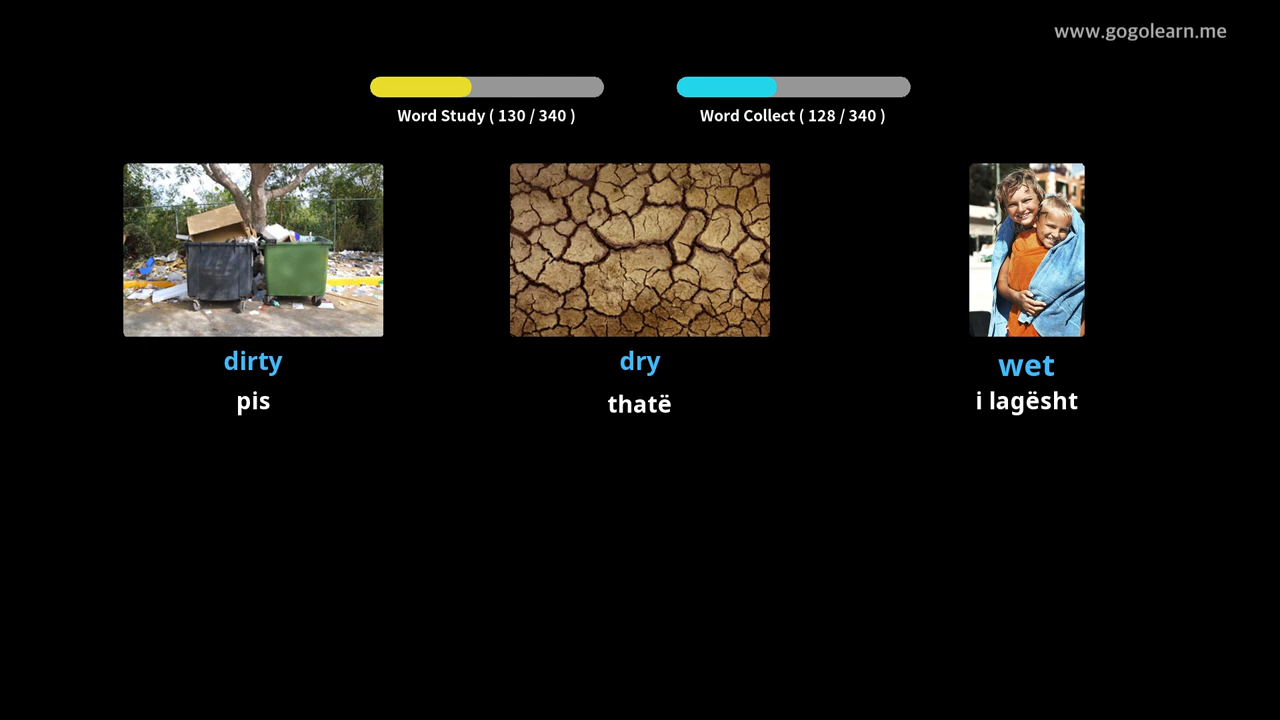 www.gogolearn.me
Word Study ( 130 / 340 )
Word Collect ( 128 / 340 )
dirty
dry
wet
pis
thatë
i lagësht